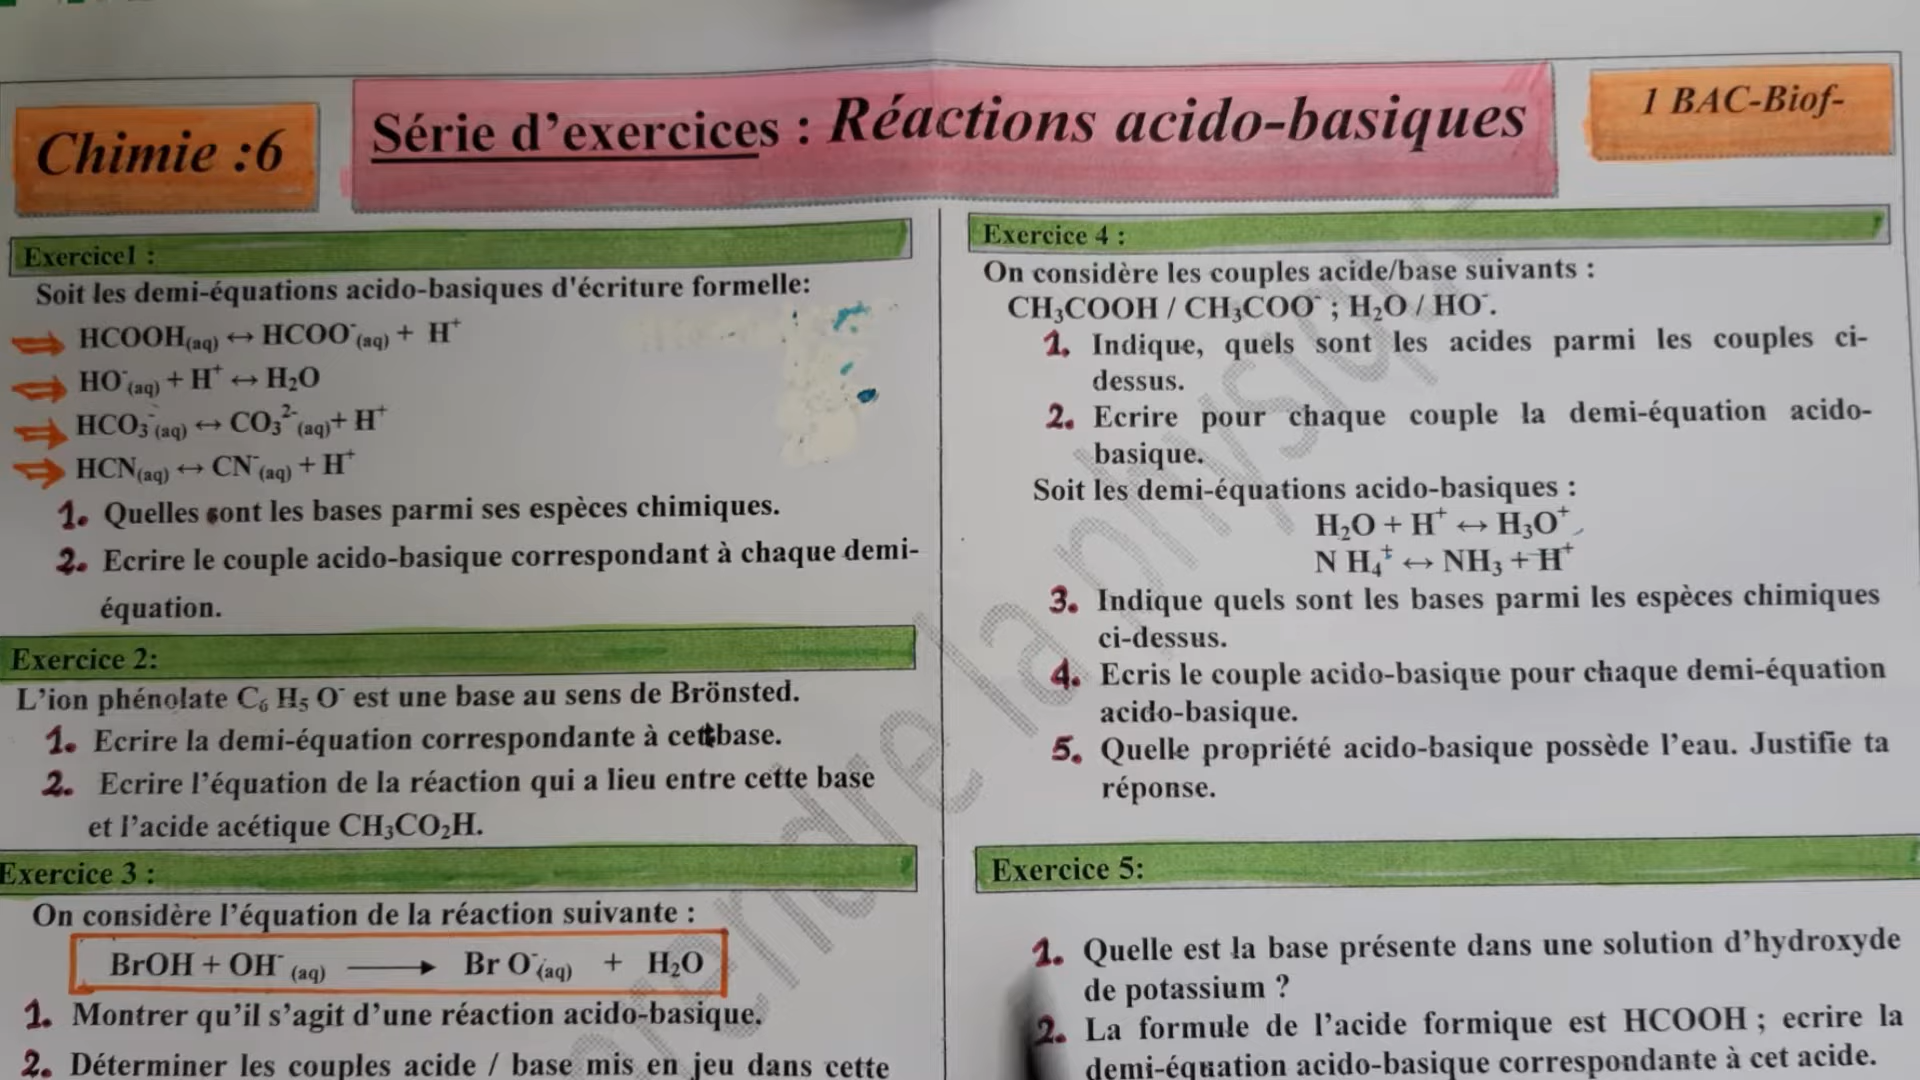 Chimie :6
Série d'exercices : Réactions acido-basiques
1 BAC-Biof-
Exercice1 :
Soit les demi-équations acido-basiques d'écriture formelle:
HCOOH(aq) ↔ HCOO⁻(aq) + H⁺
HO⁻(aq) + H⁺ ↔ H₂O
HCO₃⁻(aq) ↔ CO₃²⁻(aq)+ H⁺
HCN(aq) ↔ CN⁻(aq) + H⁺
1. Quelles sont les bases parmi ses espèces chimiques.
2. Ecrire le couple acido-basique correspondant à chaque demi-
équation.
Exercice 2:
L'ion phénolate C₆ H₅ O⁻ est une base au sens de Brönsted.
1. Ecrire la demi-équation correspondante à cett base.
2. Ecrire l'équation de la réaction qui a lieu entre cette base
et l'acide acétique CH₃CO₂H.
Exercice 3 :
On considère l'équation de la réaction suivante :
BrOH + OH⁻ (aq) → Br O⁻(aq) + H₂O
1. Montrer qu'il s'agit d'une réaction acido-basique.
2. Déterminer les couples acide / base mis en jeu dans cette
Exercice 4 :
On considère les couples acide/base suivants :
CH₃COOH / CH₃COO⁻ ; H₂O / HO⁻.
1. Indique, quels sont les acides parmi les couples ci-
dessus.
2. Ecrire pour chaque couple la demi-équation acido-
basique.
Soit les demi-équations acido-basiques :
H₂O + H⁺ ↔ H₃O⁺
N H₄⁺ ↔ NH₃ + H⁺
3. Indique quels sont les bases parmi les espèces chimiques
ci-dessus.
4. Ecris le couple acido-basique pour chaque demi-équation
acido-basique.
5. Quelle propriété acido-basique possède l'eau. Justifie ta
réponse.
Exercice 5:
1. Quelle est la base présente dans une solution d'hydroxyde
de potassium ?
2. La formule de l'acide formique est HCOOH ; ecrire la
demi-équation acido-basique correspondante à cet acide.